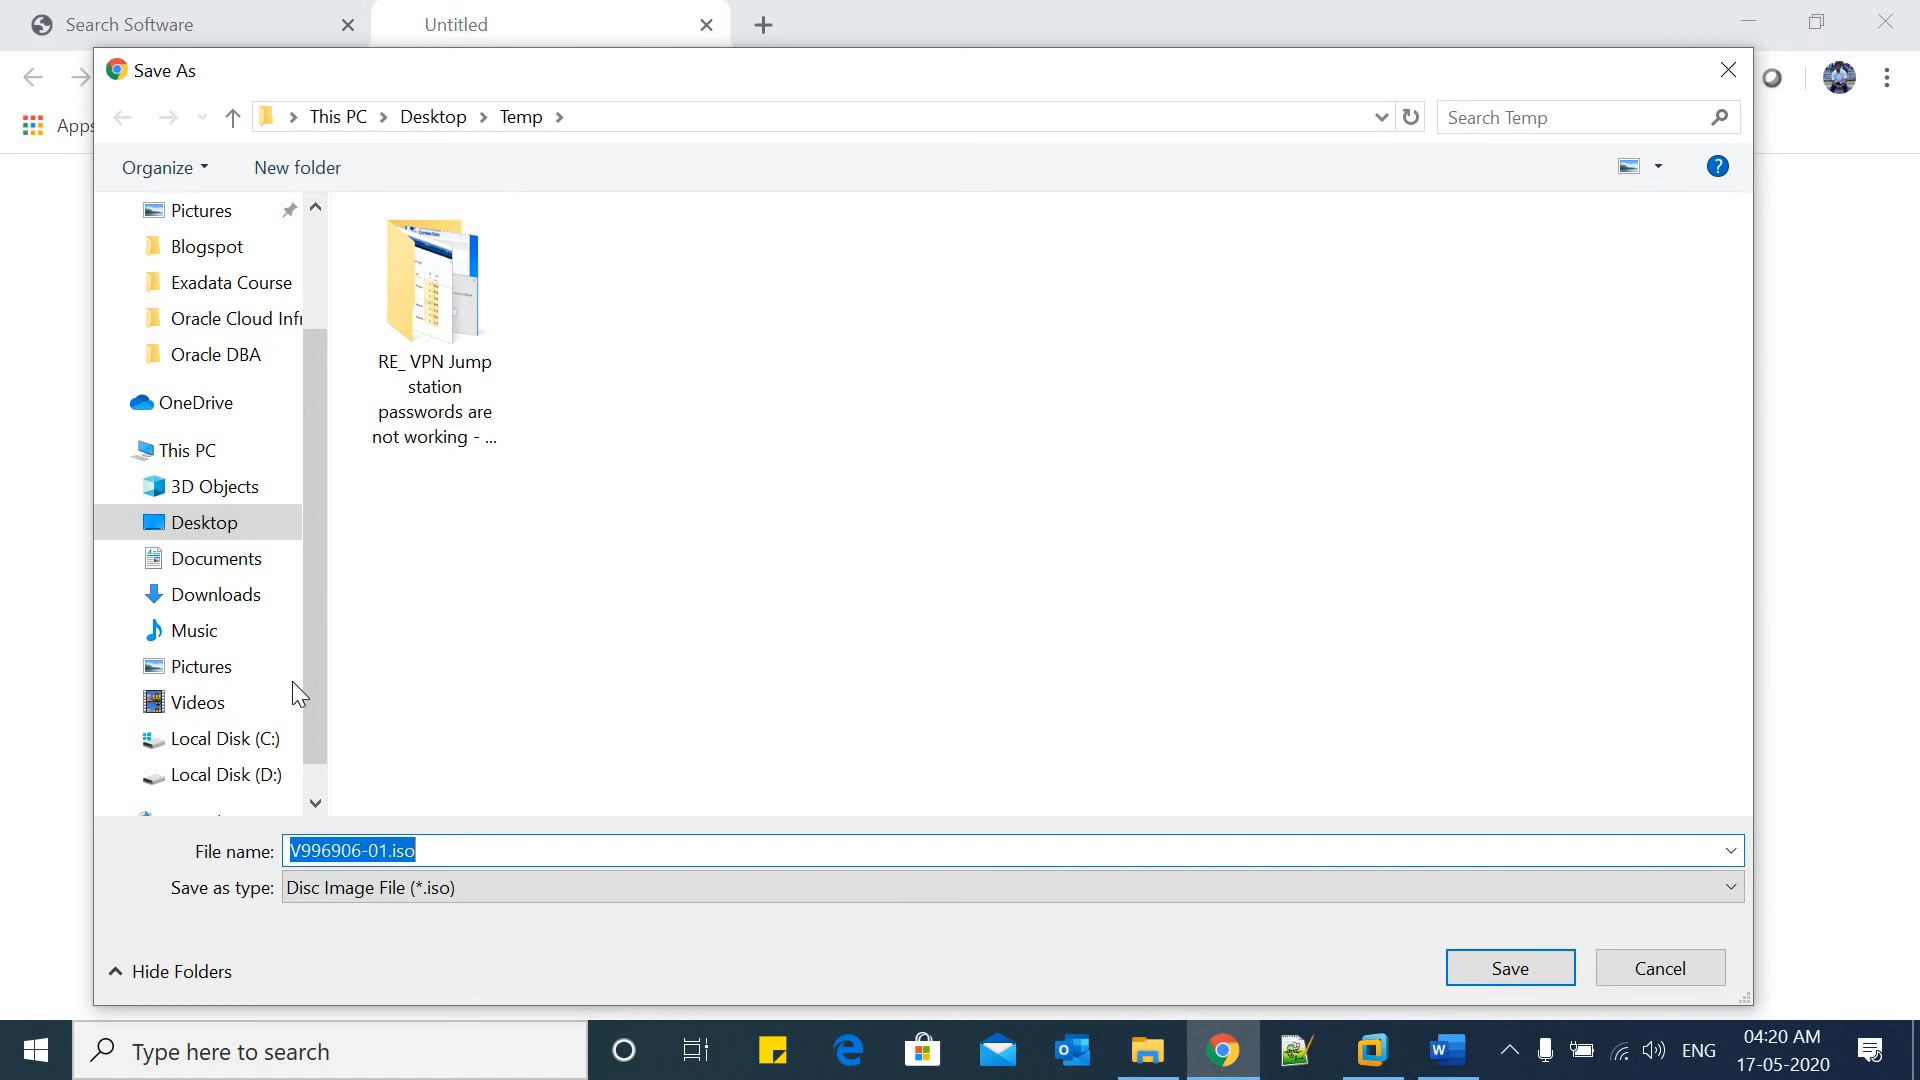 Search Software
Untitled
Save As
This PC
Desktop
Temp
Search Temp
Apps
Organize
New folder
?
Pictures
Blogspot
Exadata Course
Oracle Cloud Infr
Oracle DBA
OneDrive
This PC
3D Objects
Desktop
Documents
Downloads
Music
Pictures
Videos
Local Disk (C:)
Local Disk (D:)
RE_ VPN Jump
station
passwords are
not working - ...
File name: V996906-01.iso
Save as type: Disc Image File (*.iso)
Hide Folders
Save
Cancel
Type here to search
ENG
04:20 AM
17-05-2020